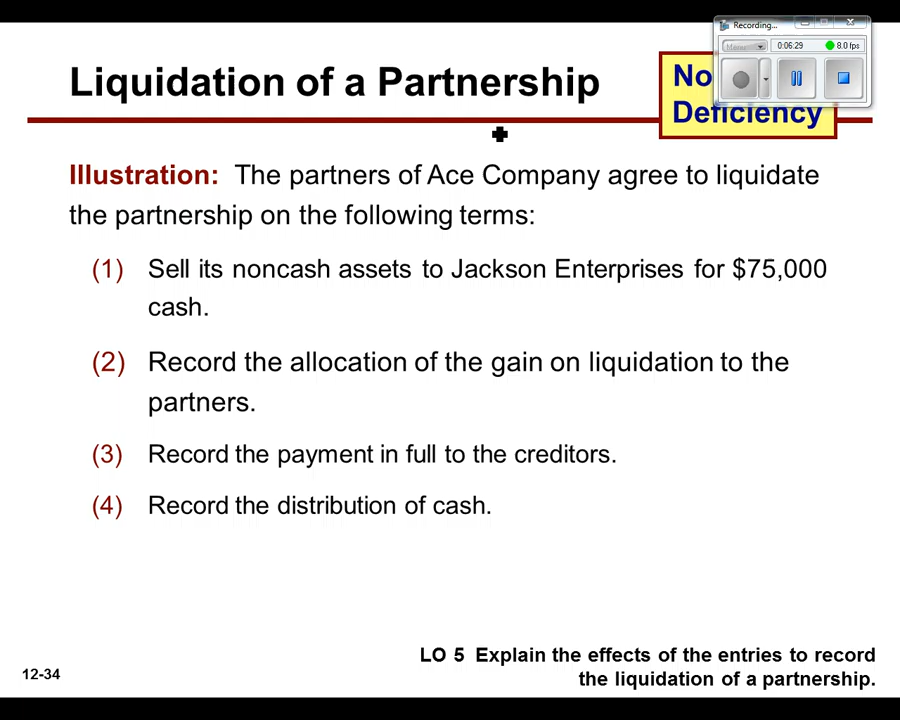 Recording...
0:06:29
8.0 fps
Liquidation of a Partnership
No
Deficiency
Illustration: The partners of Ace Company agree to liquidate
the partnership on the following terms:
(1) Sell its noncash assets to Jackson Enterprises for $75,000
cash.
(2) Record the allocation of the gain on liquidation to the
partners.
(3) Record the payment in full to the creditors.
(4) Record the distribution of cash.
LO 5 Explain the effects of the entries to record
the liquidation of a partnership.
12-34